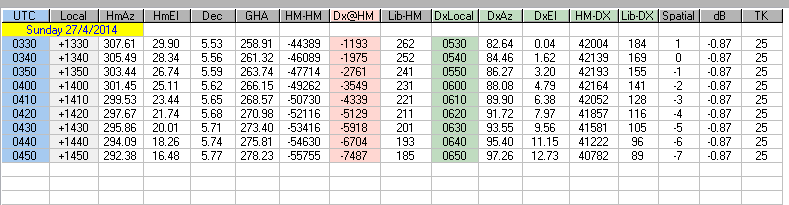 UTC Local HmAz HmEl Dec GHA HM-HM Dx@HM Lib-HM DxLocal DxAz DxEl HM-DX Lib-DX Spatial dB TK
Sunday 27/4/2014
0330 +1330 307.61 29.90 5.53 258.91 -44389 -1193 262 0530 82.64 0.04 42004 184 1 -0.87 25
0340 +1340 305.49 28.34 5.56 261.32 -46089 -1975 252 0540 84.46 1.62 42139 169 0 -0.87 25
0350 +1350 303.44 26.74 5.59 263.74 -47714 -2761 241 0550 86.27 3.20 42193 155 -1 -0.87 25
0400 +1400 301.45 25.11 5.62 266.15 -49262 -3549 231 0600 88.08 4.79 42164 141 -2 -0.87 25
0410 +1410 299.53 23.44 5.65 268.57 -50730 -4339 221 0610 89.90 6.38 42052 128 -3 -0.87 25
0420 +1420 297.67 21.74 5.68 270.98 -52116 -5129 211 0620 91.72 7.97 41857 116 -4 -0.87 25
0430 +1430 295.86 20.01 5.71 273.40 -53416 -5918 201 0630 93.55 9.56 41581 105 -5 -0.87 25
0440 +1440 294.09 18.26 5.74 275.81 -54630 -6704 193 0640 95.40 11.15 41222 96 -6 -0.87 25
0450 +1450 292.38 16.48 5.77 278.23 -55755 -7487 185 0650 97.26 12.73 40782 89 -7 -0.87 25